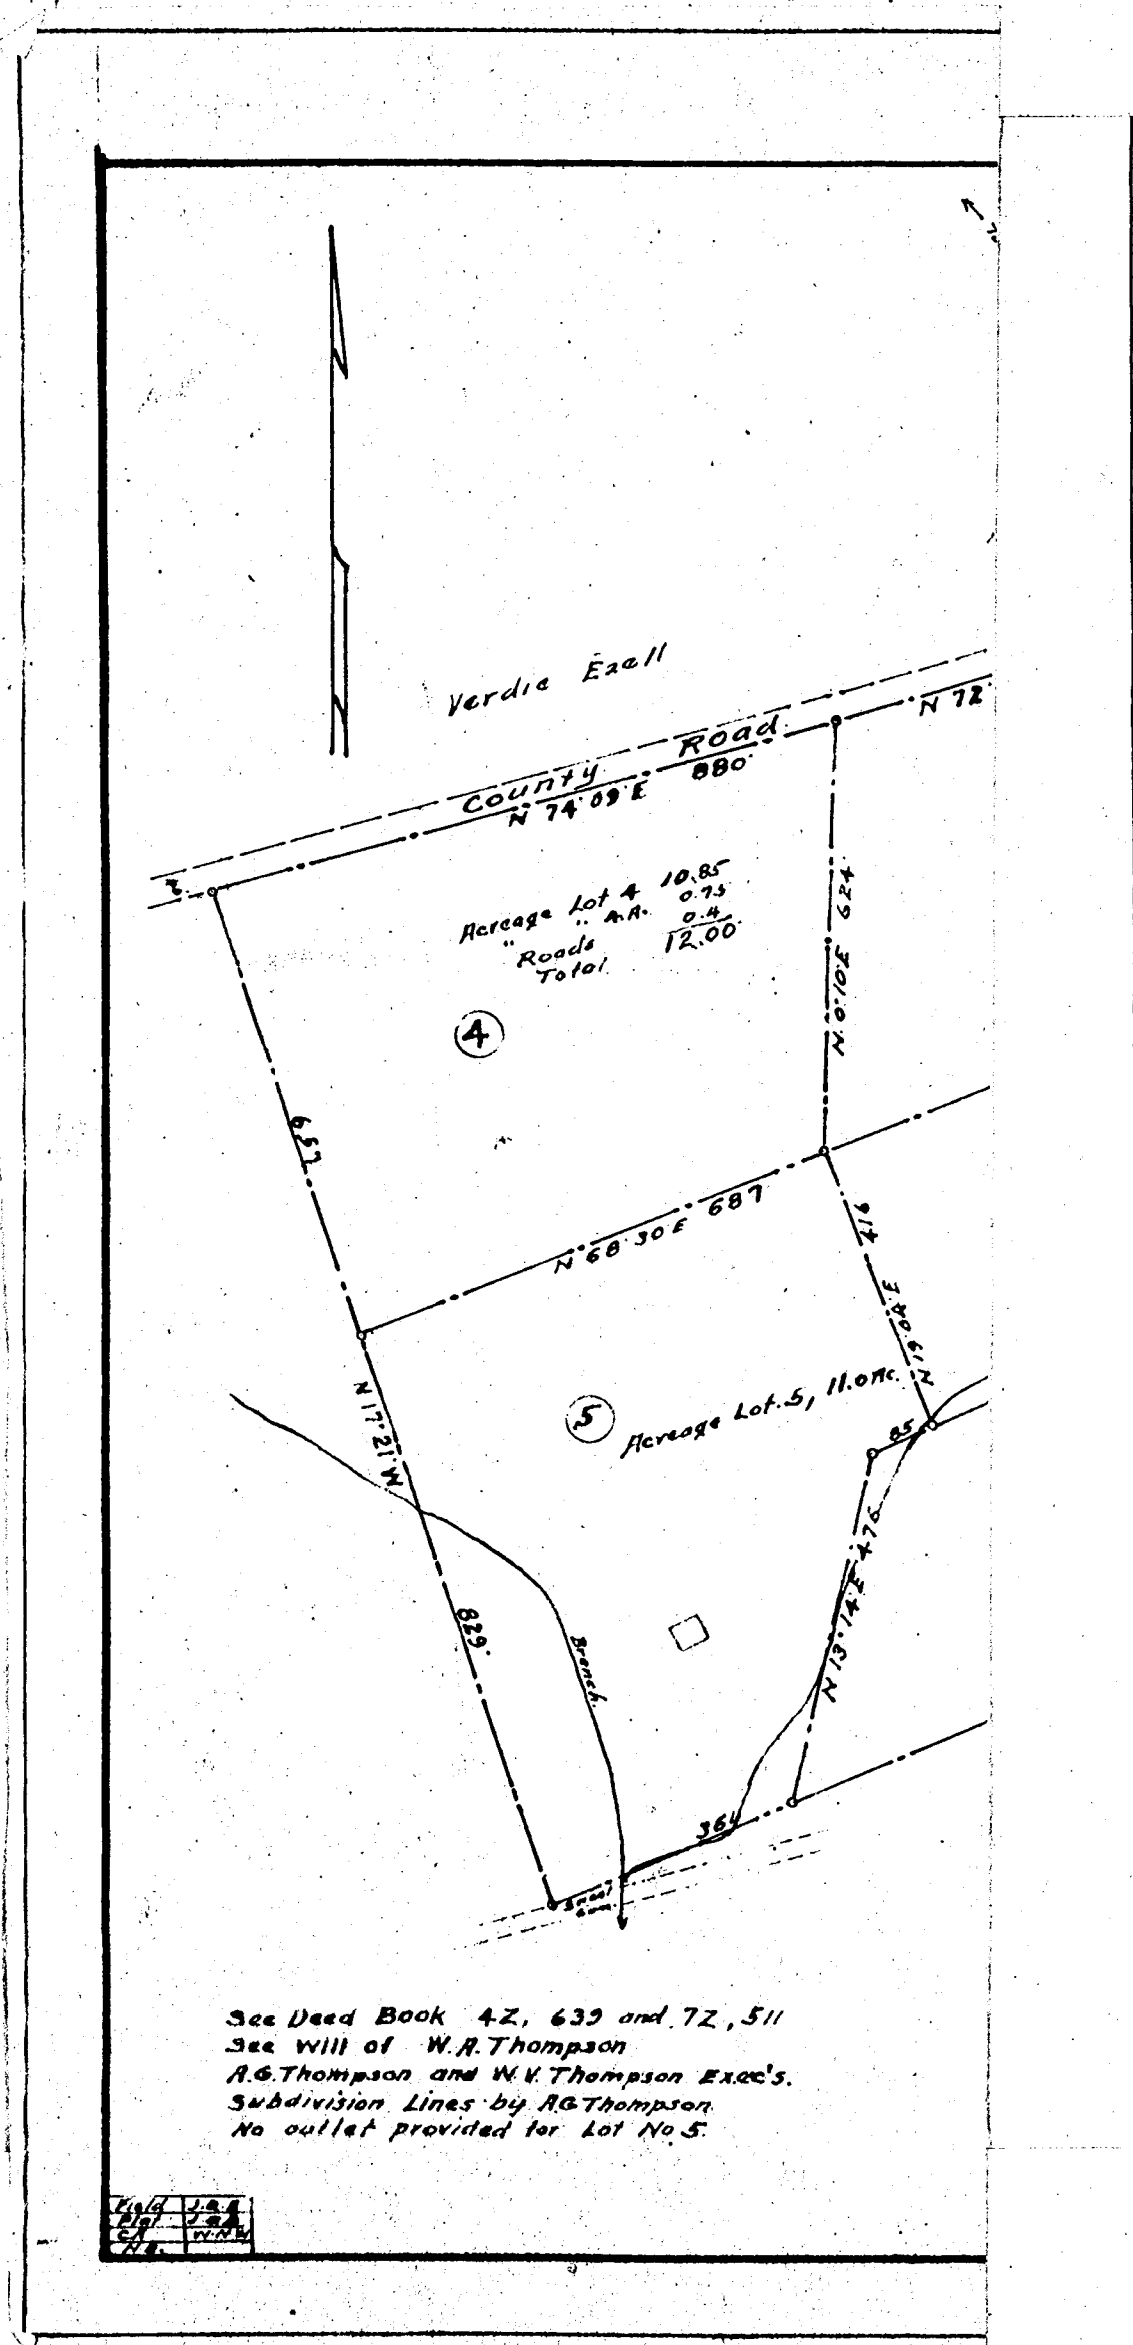 Verdie Ezell
County Road
N 72
N 74°09'E 880'
Acreage Lot 4 10.85
" " A.A. 0.75
" Roads 0.4
Total 12.00
629.
N.0°10'E
4
637
N 68°30'E 687
416
N 19°04'E
N 17°21'W
5
Acreage Lot.5, 11.0 Ac.
85
N 13°14'E 476
829'
Branch.
364
See Deed Book 4Z, 639 and 7Z, 511
See Will of W.A. Thompson
A.G. Thompson and W.V. Thompson Exec's.
Subdivision Lines by A.G Thompson
No outlet provided for Lot No 5.
Field
Plat
No.